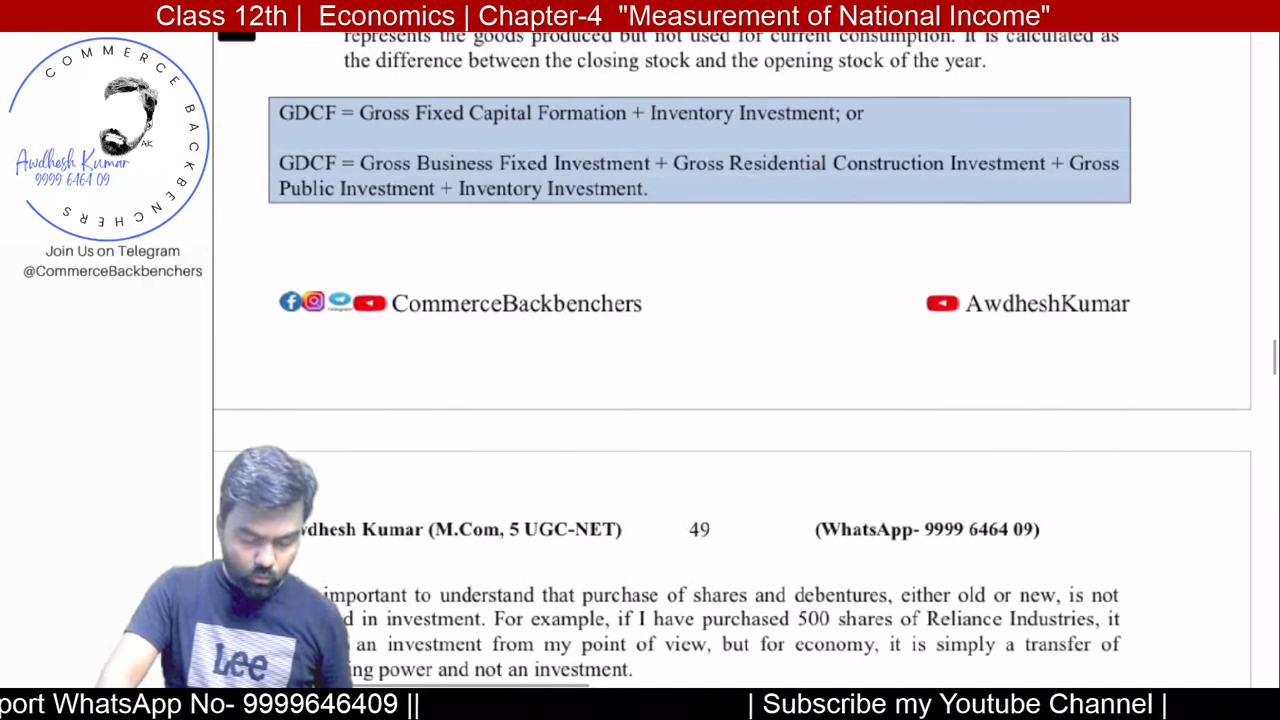 Class 12th | Economics | Chapter-4 "Measurement of National Income"
represents the goods produced but not used for current consumption. It is calculated as
the difference between the closing stock and the opening stock of the year.
COMMERCE BACKBENCHERS
AK
Awdhesh Kumar
9999 6464 09
Join Us on Telegram
@CommerceBackbenchers
GDCF = Gross Fixed Capital Formation + Inventory Investment; or
GDCF = Gross Business Fixed Investment + Gross Residential Construction Investment + Gross
Public Investment + Inventory Investment.
CommerceBackbenchers AwdheshKumar
dhesh Kumar (M.Com, 5 UGC-NET) 49 (WhatsApp- 9999 6464 09)
important to understand that purchase of shares and debentures, either old or new, is not
d in investment. For example, if I have purchased 500 shares of Reliance Industries, it
an investment from my point of view, but for economy, it is simply a transfer of
ing power and not an investment.
Lee
port WhatsApp No- 9999646409 || | Subscribe my Youtube Channel |